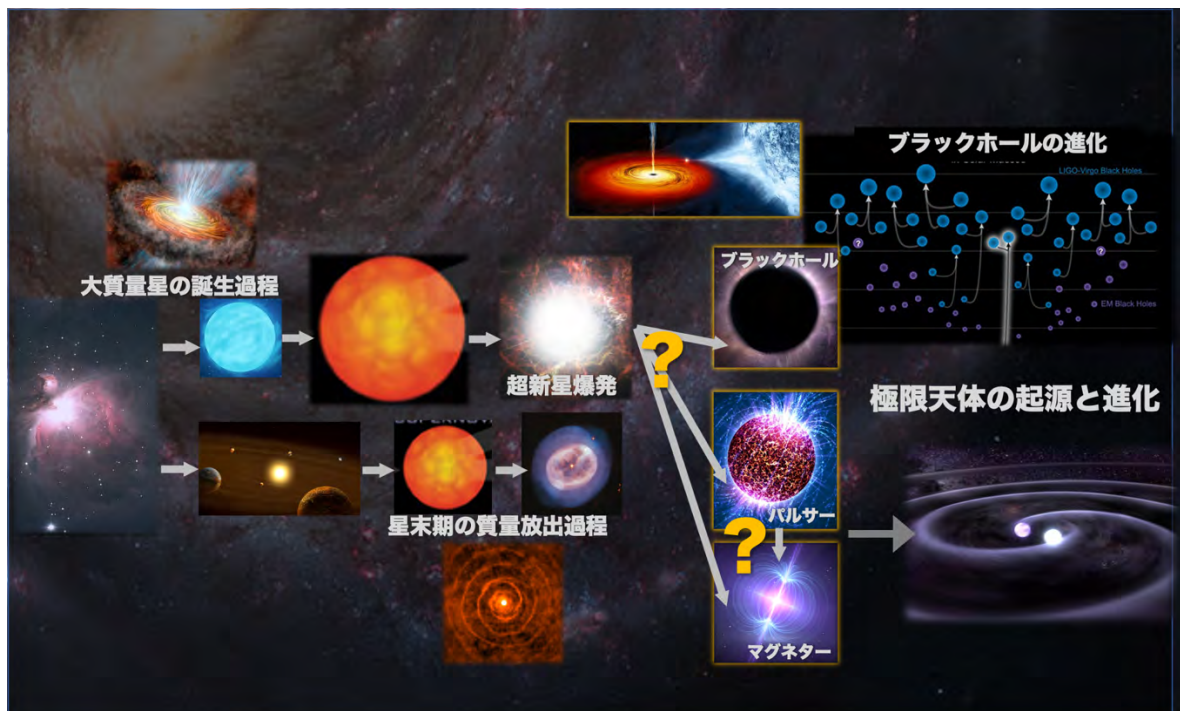 ブラックホールの進化
LIGO-Virgo Black Holes
大質量星の誕生過程
ブラックホール
?
?
EM Black Holes
超新星爆発
?
極限天体の起源と進化
星末期の質量放出過程
パルサー
?
マグネター